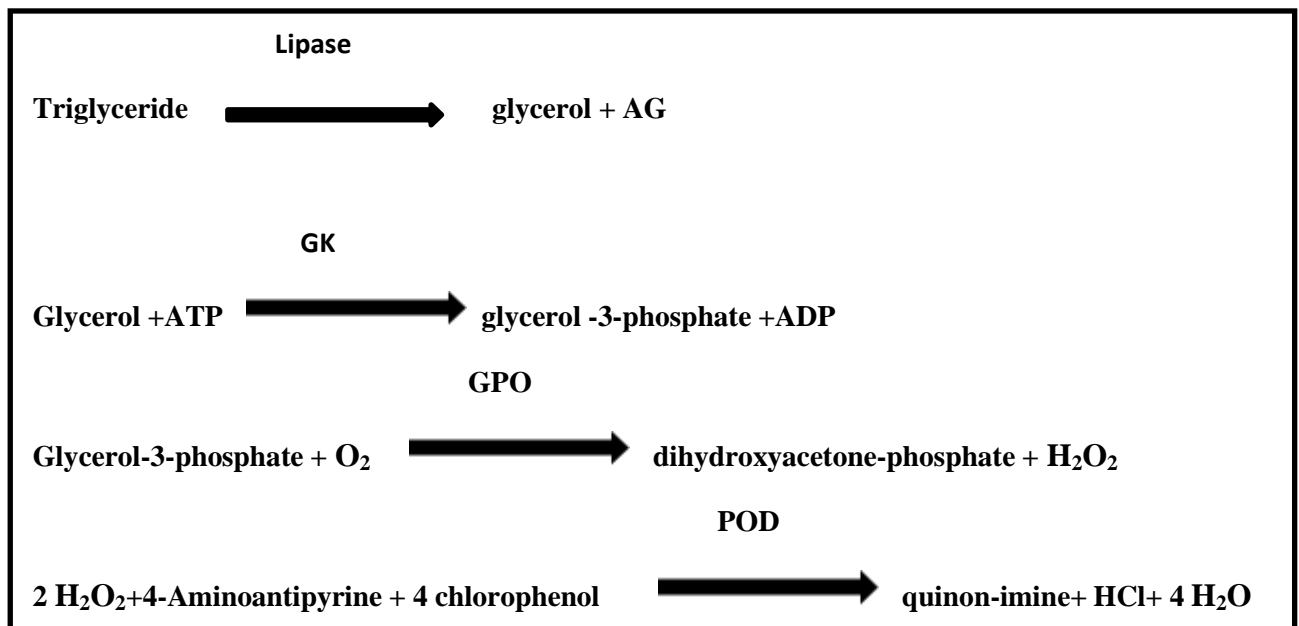 Lipase
Triglyceride glycerol + AG
GK
Glycerol +ATP glycerol -3-phosphate +ADP
GPO
Glycerol-3-phosphate + O₂ dihydroxyacetone-phosphate + H₂O₂
POD
2 H₂O₂+4-Aminoantipyrine + 4 chlorophenol quinon-imine+ HCl+ 4 H₂O